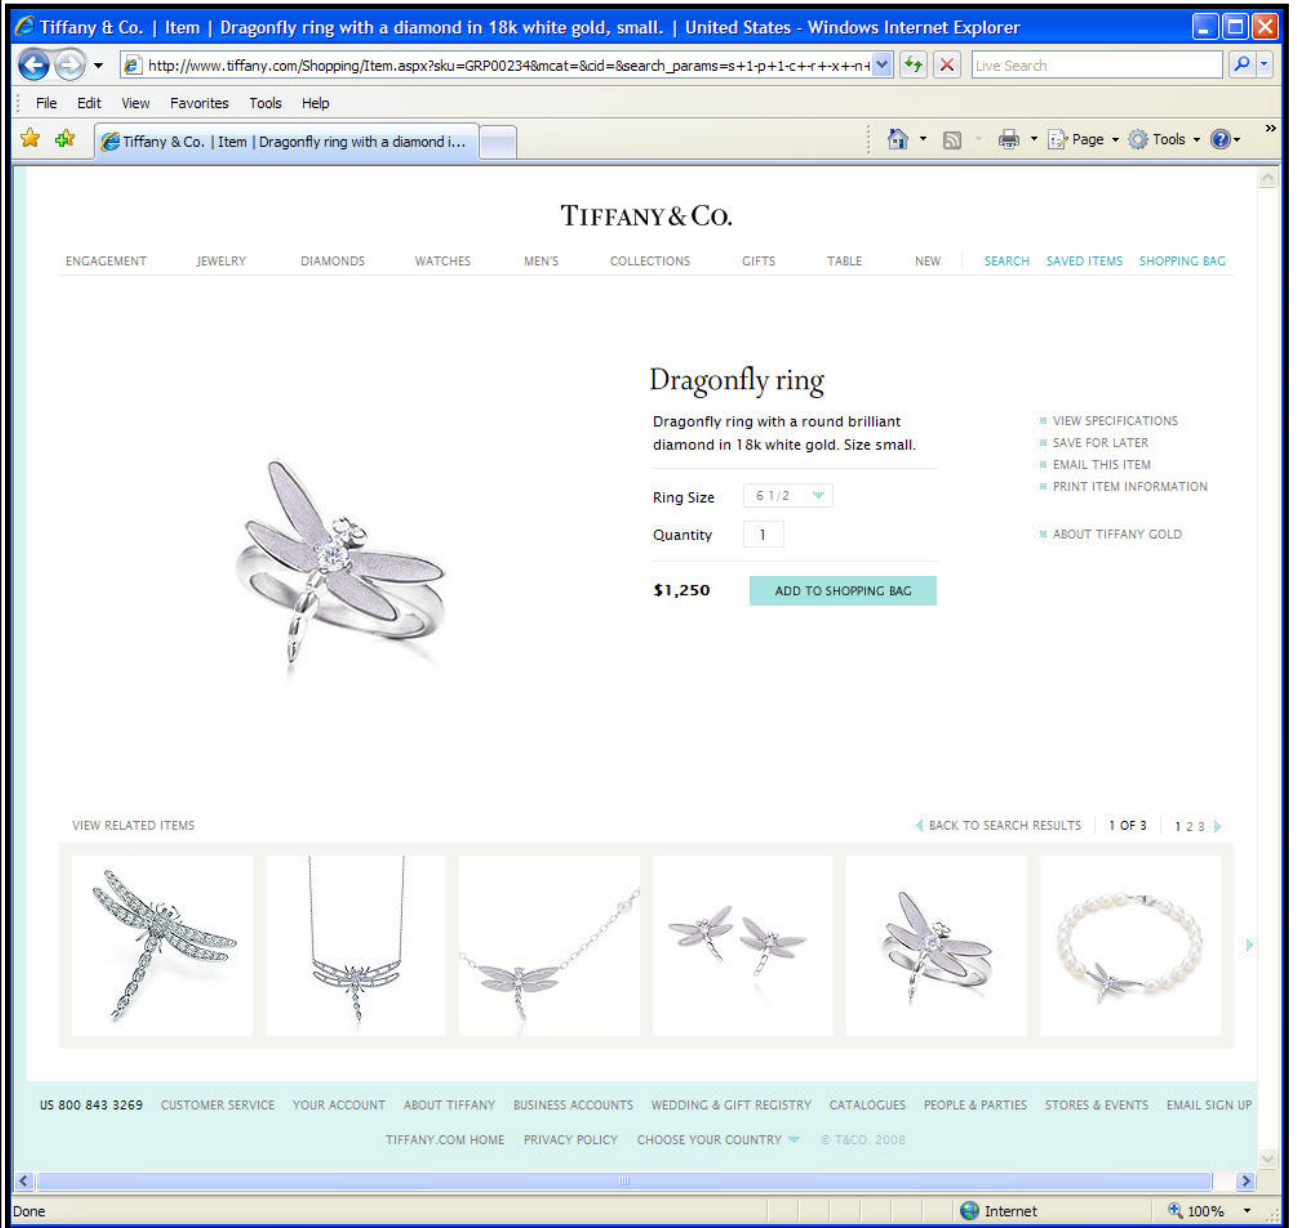 Tiffany & Co. | Item | Dragonfly ring with a diamond in 18k white gold, small. | United States - Windows Internet Explorer
http://www.tiffany.com/Shopping/Item.aspx?sku=GRP00234&mcat=&cid=&search_params=s+1-p+1-c+-r+-x+-n+
Live Search
File Edit View Favorites Tools Help
Tiffany & Co. | Item | Dragonfly ring with a diamond i...
Page Tools
TIFFANY & CO.
ENGAGEMENT JEWELRY DIAMONDS WATCHES MEN'S COLLECTIONS GIFTS TABLE NEW SEARCH SAVED ITEMS SHOPPING BAG
Dragonfly ring
Dragonfly ring with a round brilliant
diamond in 18k white gold. Size small.
Ring Size 6 1/2
Quantity 1
$1,250 ADD TO SHOPPING BAG
VIEW SPECIFICATIONS
SAVE FOR LATER
EMAIL THIS ITEM
PRINT ITEM INFORMATION
ABOUT TIFFANY GOLD
VIEW RELATED ITEMS BACK TO SEARCH RESULTS 1 OF 3 1 2 3
US 800 843 3269 CUSTOMER SERVICE YOUR ACCOUNT ABOUT TIFFANY BUSINESS ACCOUNTS WEDDING & GIFT REGISTRY CATALOGUES PEOPLE & PARTIES STORES & EVENTS EMAIL SIGN UP
TIFFANY.COM HOME PRIVACY POLICY CHOOSE YOUR COUNTRY © T&CO. 2008
Done Internet 100%